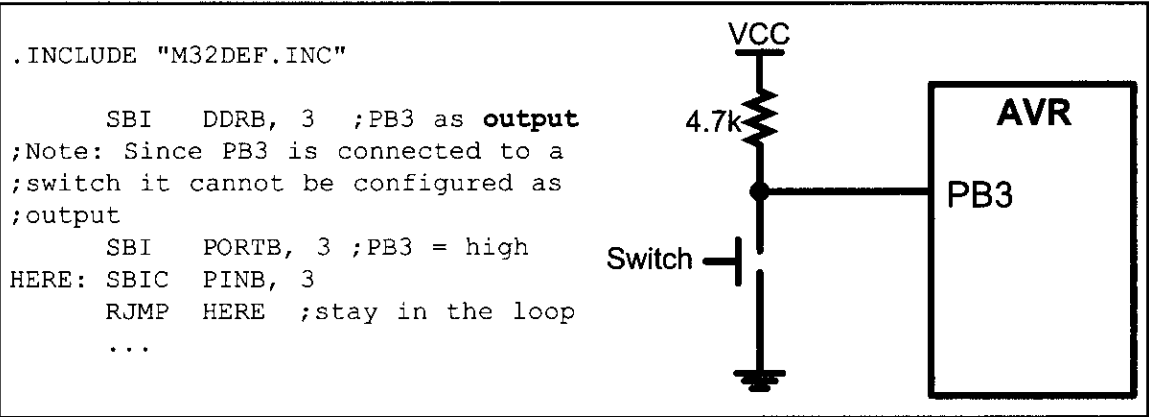 .INCLUDE "M32DEF.INC"
SBI DDRB, 3 ;PB3 as output
;Note: Since PB3 is connected to a
;switch it cannot be configured as
;output
SBI PORTB, 3 ;PB3 = high
HERE: SBIC PINB, 3
RJMP HERE ;stay in the loop
...
VCC
4.7k
Switch
AVR
PB3